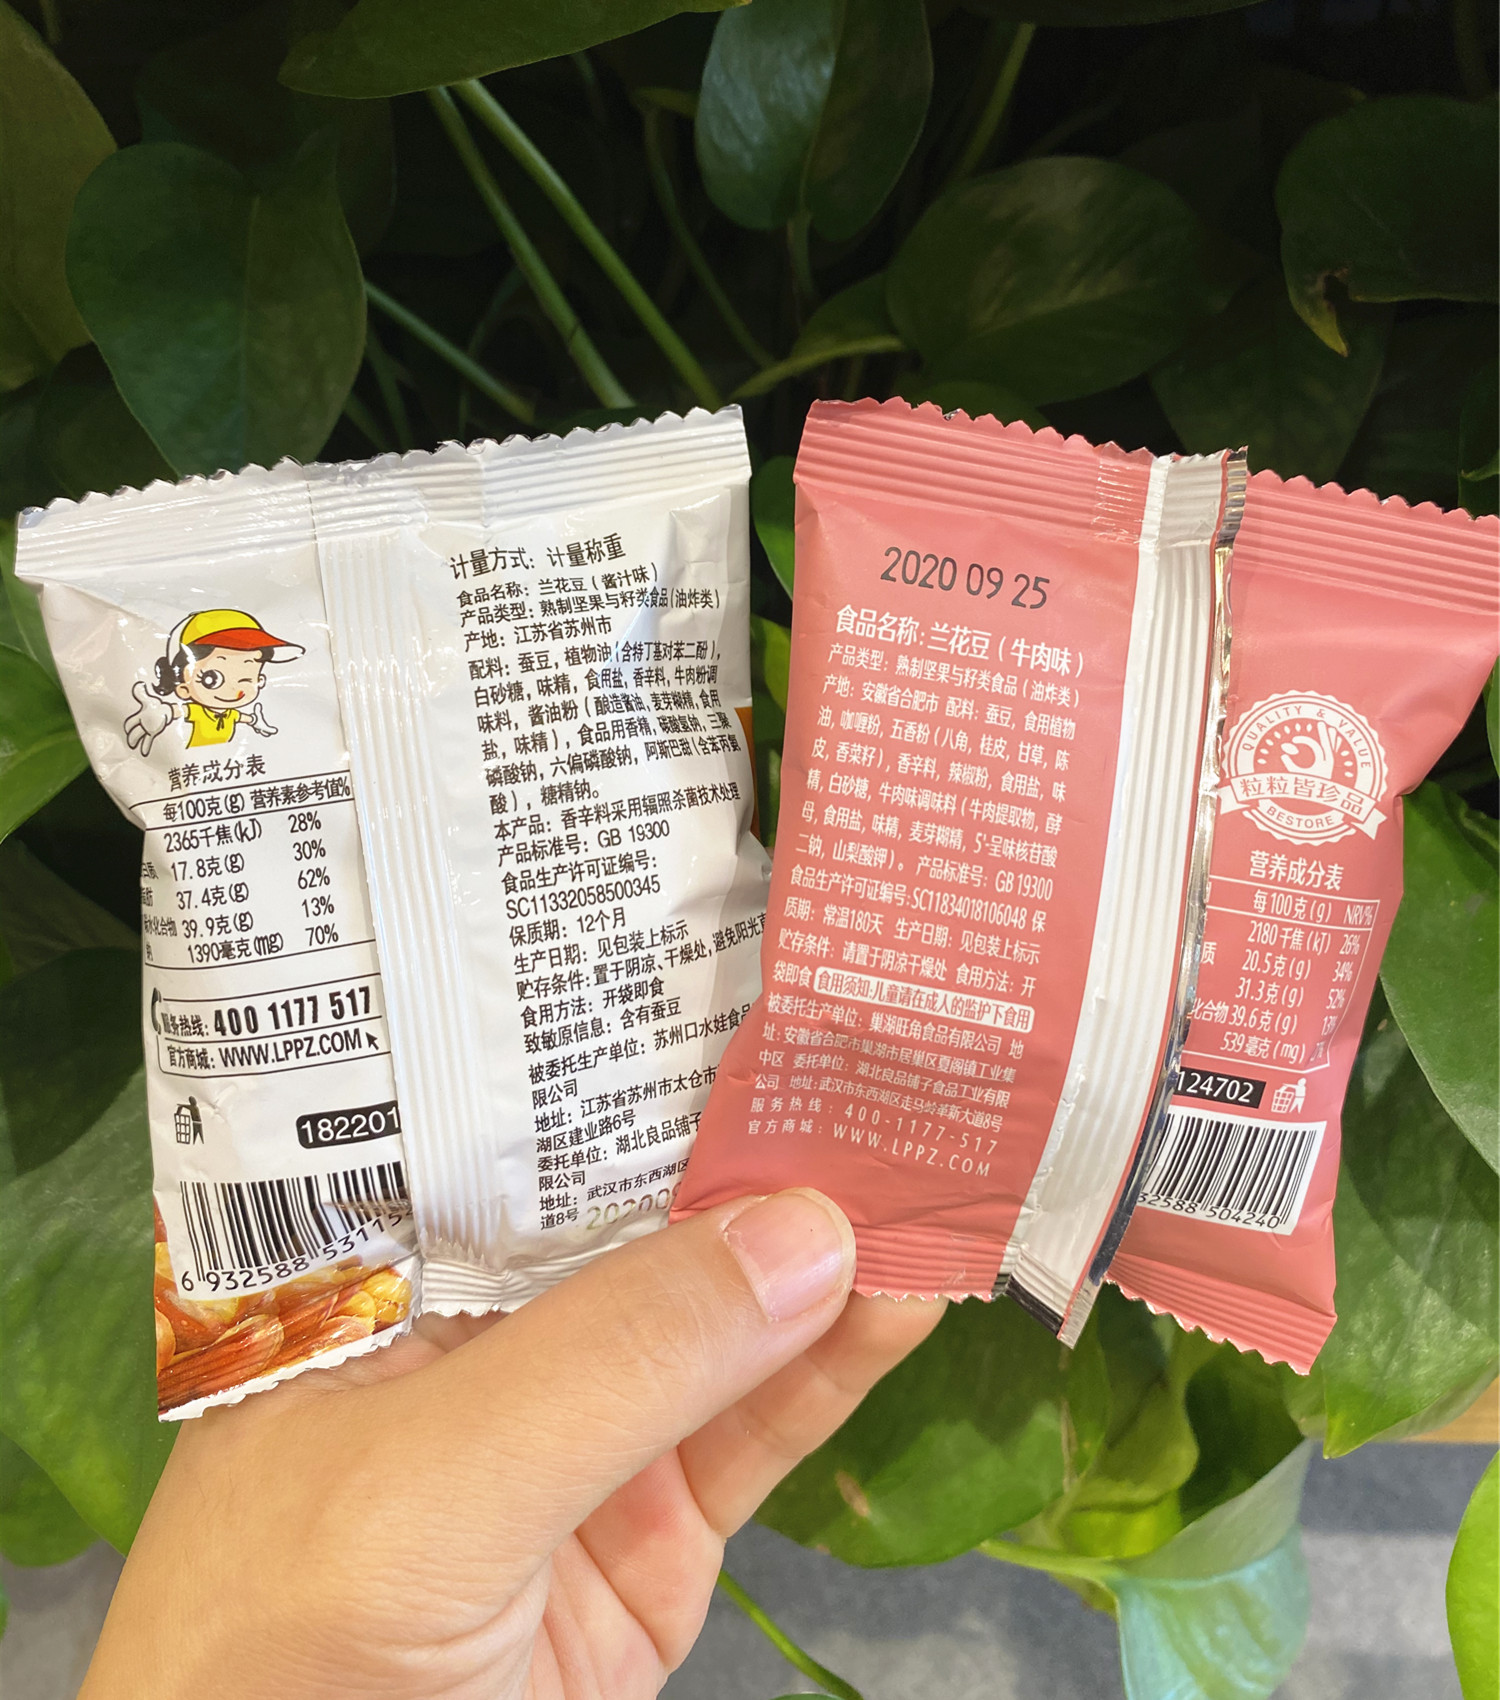 计量方式：计量称重
食品名称：兰花豆（酱汁味）
产品类型：熟制坚果与籽类食品（油炸类）
产地：江苏省苏州市
配料：蚕豆，植物油（含特丁基对苯二酚），
白砂糖，味精，食用盐，香辛料，牛肉粉调
味料，酱油粉（酿造酱油，麦芽糊精，食用
盐，味精），食品用香精，碳酸氢钠，三聚
磷酸钠，六偏磷酸钠，阿斯巴甜（含苯丙氨
酸），糖精钠。
本产品：香辛料采用辐照杀菌技术处理
产品标准号：GB 19300
食品生产许可证编号：
SC11332058500345
保质期：12个月
生产日期：见包装上标示
贮存条件：置于阴凉、干燥处，避免阳光直
食用方法：开袋即食
致敏原信息：含有蚕豆
被委托生产单位：苏州口水娃食品
限公司
地址：江苏省苏州市太仓市
湖区建业路6号
委托单位：湖北良品铺子
限公司
地址：武汉市东西湖区
道8号
营养成分表
每100克(g) 营养素参考值%
2365千焦(kJ) 28%
白质 17.8克(g) 30%
脂肪 37.4克(g) 62%
水化合物 39.9克(g) 13%
钠 1390毫克(mg) 70%
服务热线：400 1177 517
官方商城：WWW.LPPZ.COM
182201
6 932588 53115
2020 09 25
食品名称：兰花豆（牛肉味）
产品类型：熟制坚果与籽类食品（油炸类）
产地：安徽省合肥市 配料：蚕豆，食用植物
油，咖喱粉，五香粉（八角，桂皮，甘草，陈
皮，香菜籽），香辛料，辣椒粉，食用盐，味
精，白砂糖，牛肉味调味料（牛肉提取物，酵
母，食用盐，味精，麦芽糊精，5'-呈味核苷酸
二钠，山梨酸钾）。产品标准号：GB 19300
食品生产许可证编号:SC11834018106048 保
质期：常温180天 生产日期：见包装上标示
贮存条件：请置于阴凉干燥处 食用方法：开
袋即食 食用须知:儿童请在成人的监护下食用
被委托生产单位：巢湖旺角食品有限公司 地
址：安徽省合肥市巢湖市居巢区夏阁镇工业集
中区 委托单位：湖北良品铺子食品工业有限
公司 地址：武汉市东西湖区走马岭革新大道8号
服务热线：400-1177-517
官方商城：WWW.LPPZ.COM
QUALITY & VALUE
粒粒皆珍品
BESTORE
营养成分表
每100克(g) NRV%
2180千焦(kJ) 26%
质 20.5克(g) 34%
31.3克(g) 52%
化合物 39.6克(g)
539毫克(mg)
124702
32588 504240